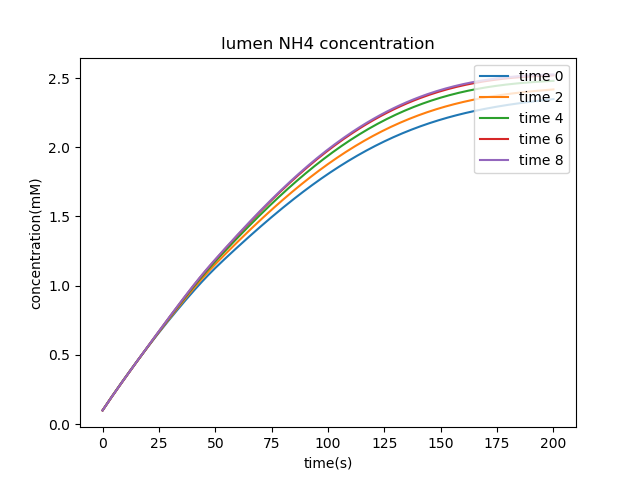 lumen NH4 concentration
concentration(mM)
2.5
2.0
1.5
1.0
0.5
0.0
time 0
time 2
time 4
time 6
time 8
0 25 50 75 100 125 150 175 200
time(s)